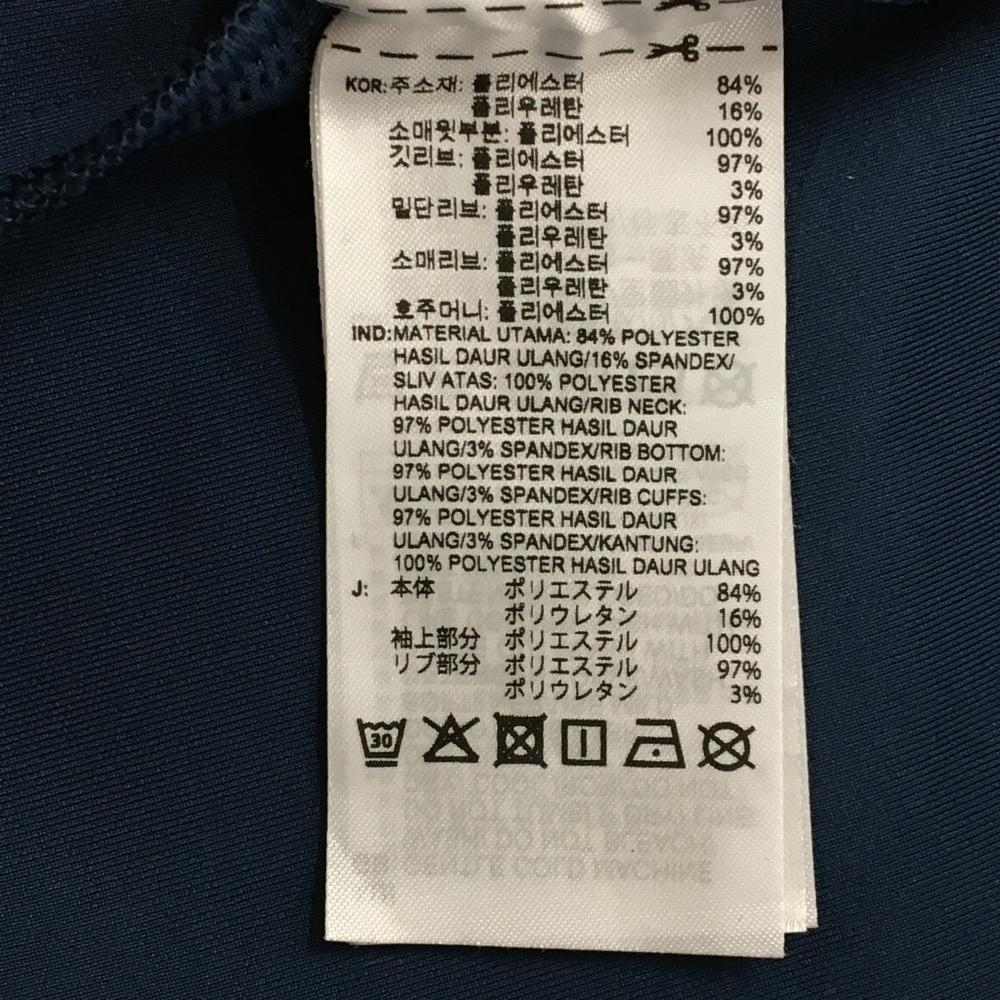 KOR:주소재: 폴리에스터 84%
폴리우레탄 16%
소매윗부분: 폴리에스터 100%
깃리브: 폴리에스터 97%
폴리우레탄 3%
밑단리브: 폴리에스터 97%
폴리우레탄 3%
소매리브: 폴리에스터 97%
폴리우레탄 3%
호주머니: 폴리에스터 100%
IND:MATERIAL UTAMA: 84% POLYESTER
HASIL DAUR ULANG/16% SPANDEX/
SLIV ATAS: 100% POLYESTER
HASIL DAUR ULANG/RIB NECK:
97% POLYESTER HASIL DAUR
ULANG/3% SPANDEX/RIB BOTTOM:
97% POLYESTER HASIL DAUR
ULANG/3% SPANDEX/RIB CUFFS:
97% POLYESTER HASIL DAUR
ULANG/3% SPANDEX/KANTUNG:
100% POLYESTER HASIL DAUR ULANG
J: 本体 ポリエステル 84%
ポリウレタン 16%
袖上部分 ポリエステル 100%
リブ部分 ポリエステル 97%
ポリウレタン 3%
30